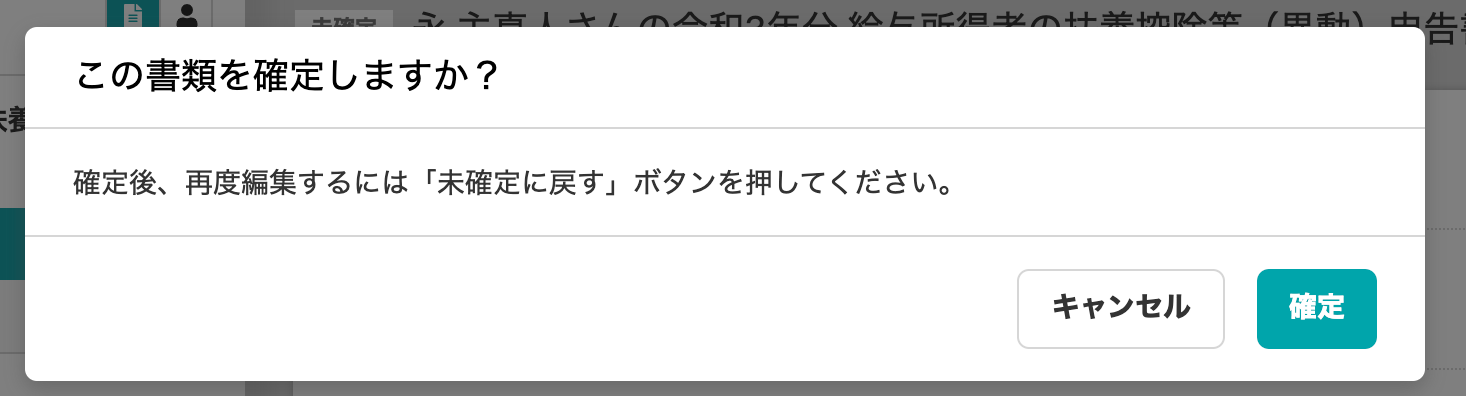 この書類を確定しますか？
確定後、再度編集するには「未確定に戻す」ボタンを押してください。
キャンセル
確定